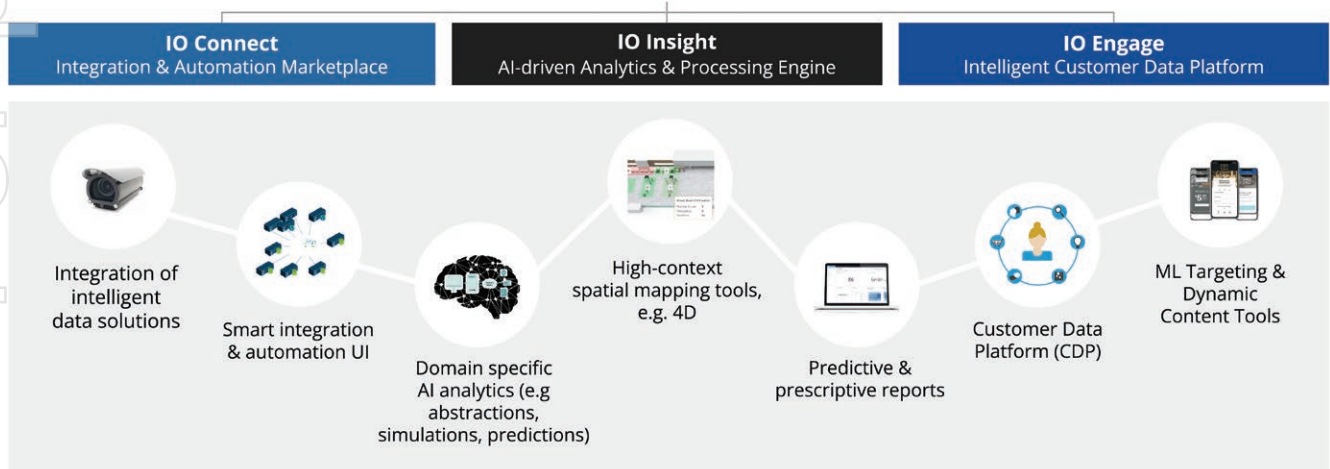 IO Connect
Integration & Automation Marketplace
IO Insight
AI-driven Analytics & Processing Engine
IO Engage
Intelligent Customer Data Platform
Integration of
intelligent
data solutions
Smart integration
& automation UI
Domain specific
AI analytics (e.g
abstractions,
simulations, predictions)
High-context
spatial mapping tools,
e.g. 4D
Predictive &
prescriptive reports
Customer Data
Platform (CDP)
ML Targeting &
Dynamic
Content Tools